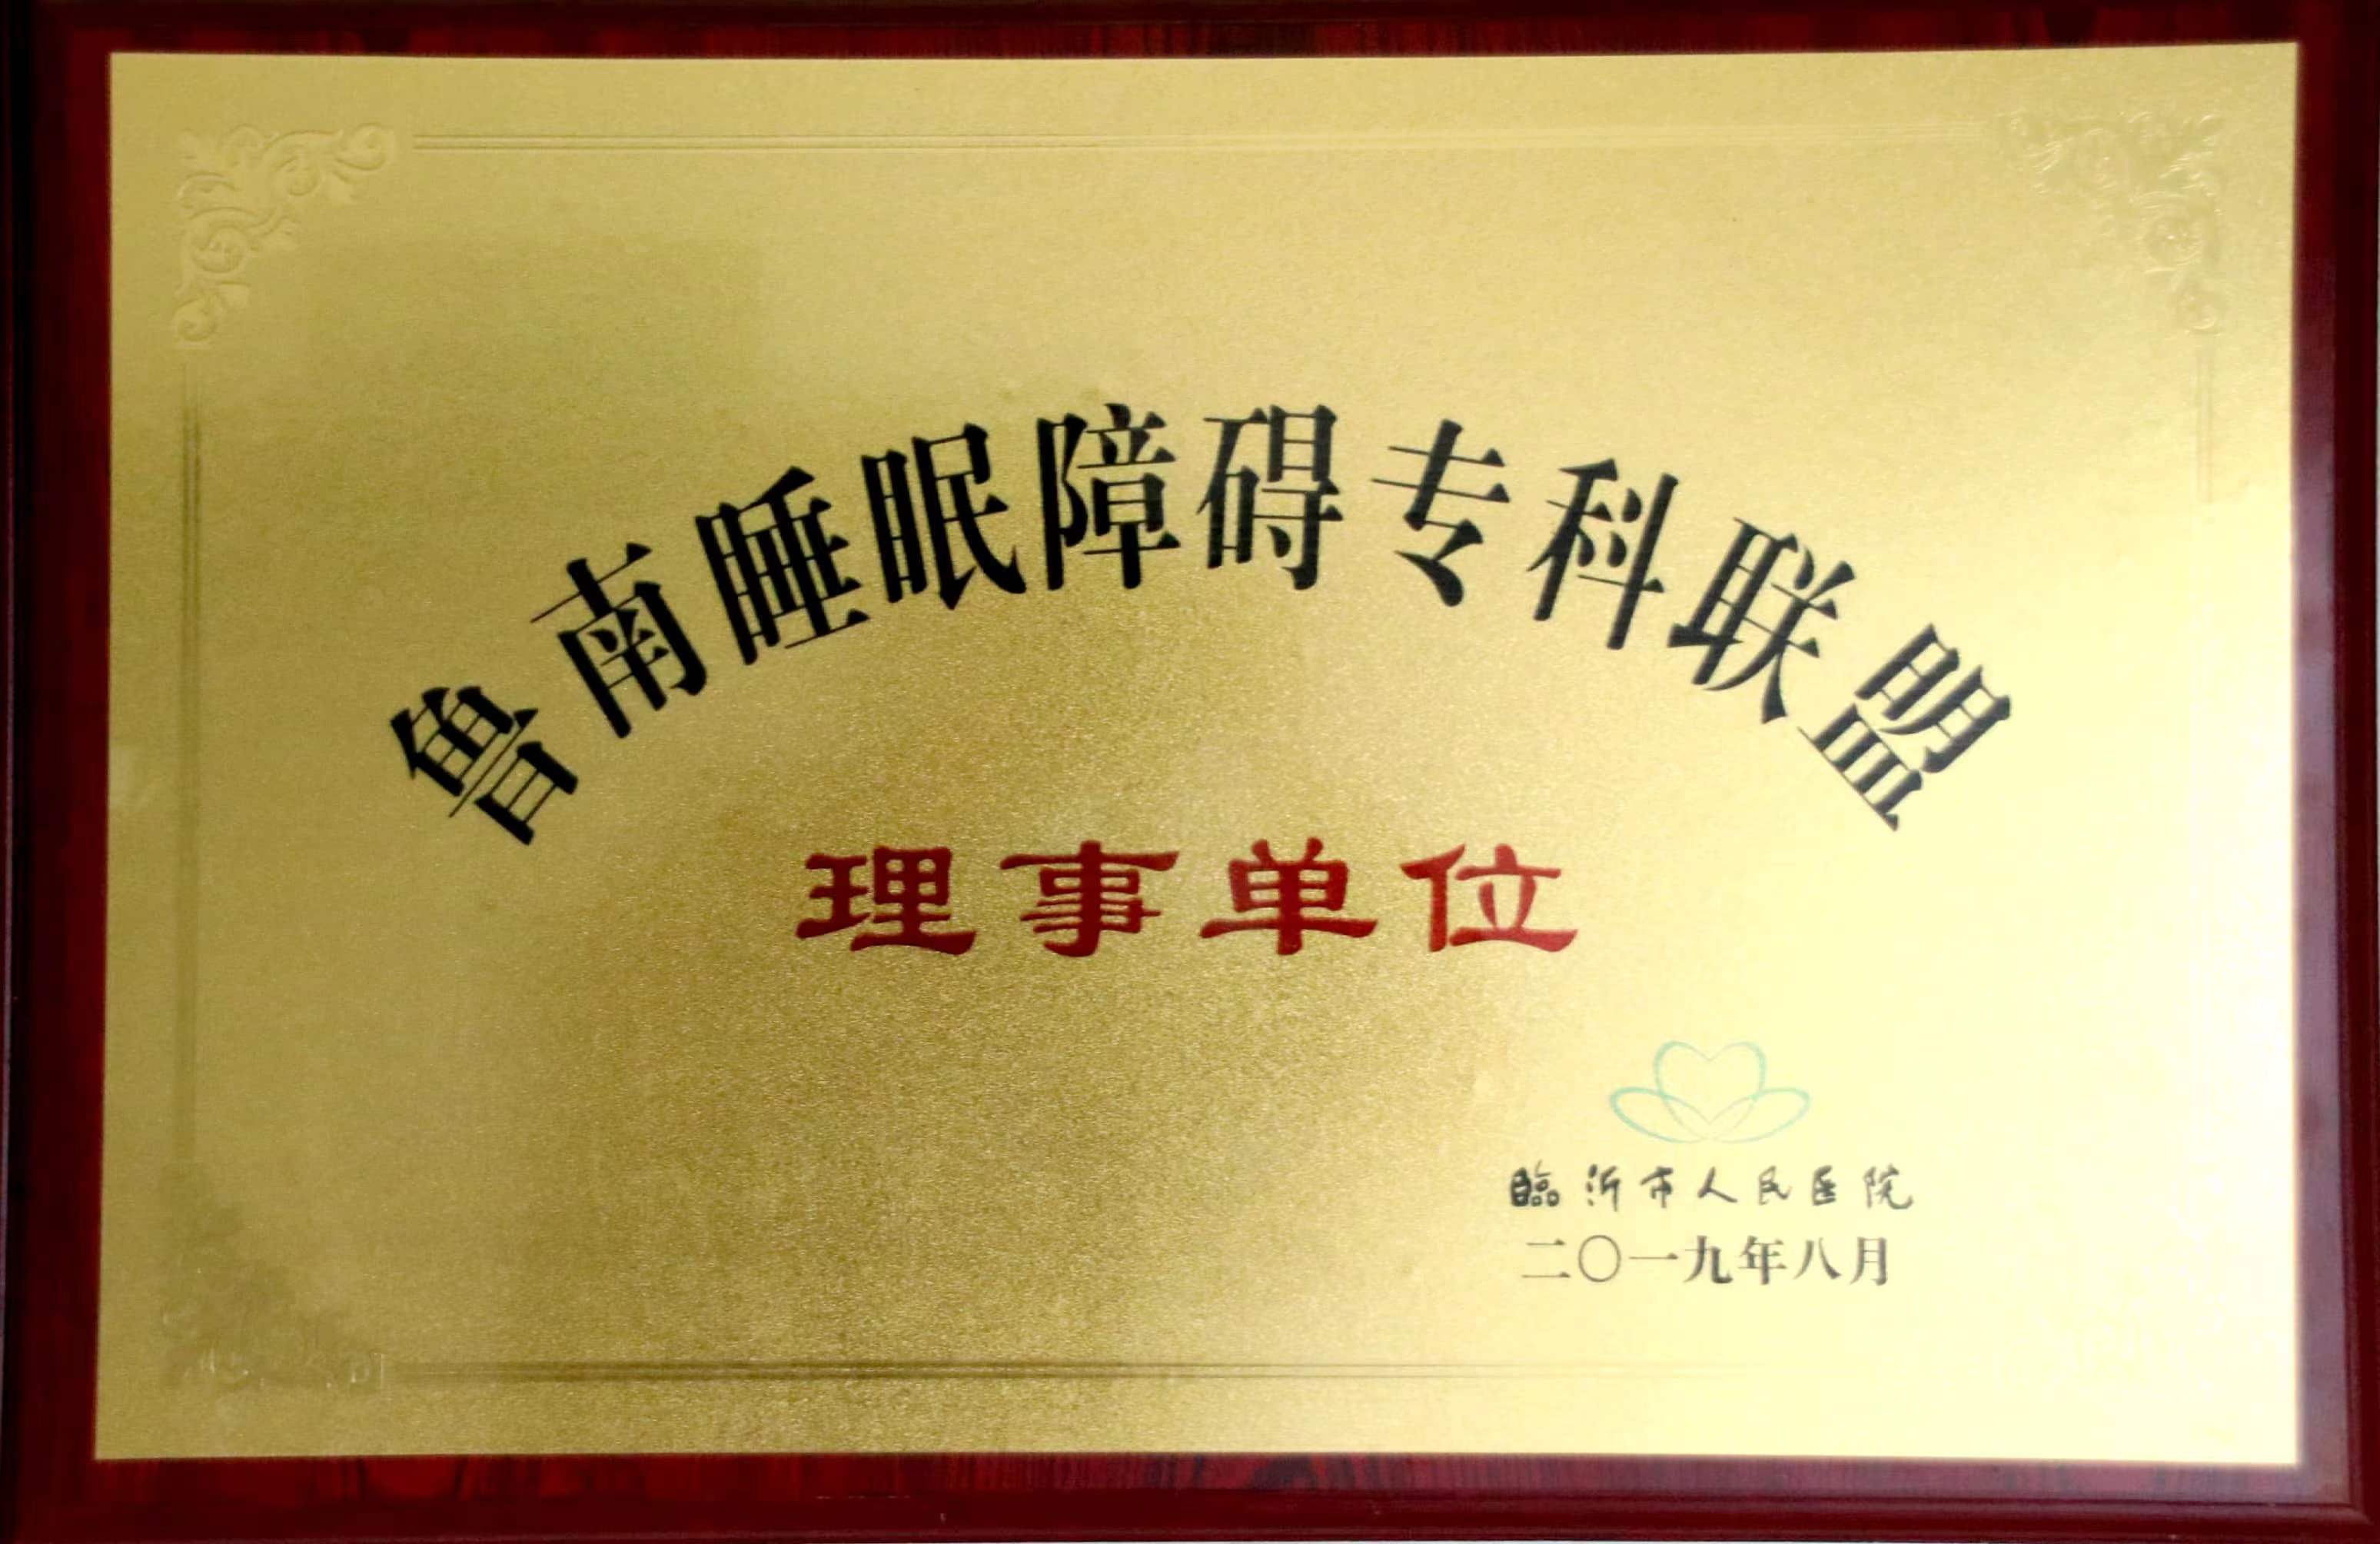 鲁南睡眠障碍专科联盟
理事单位
臨沂市人民医院
二〇一九年八月